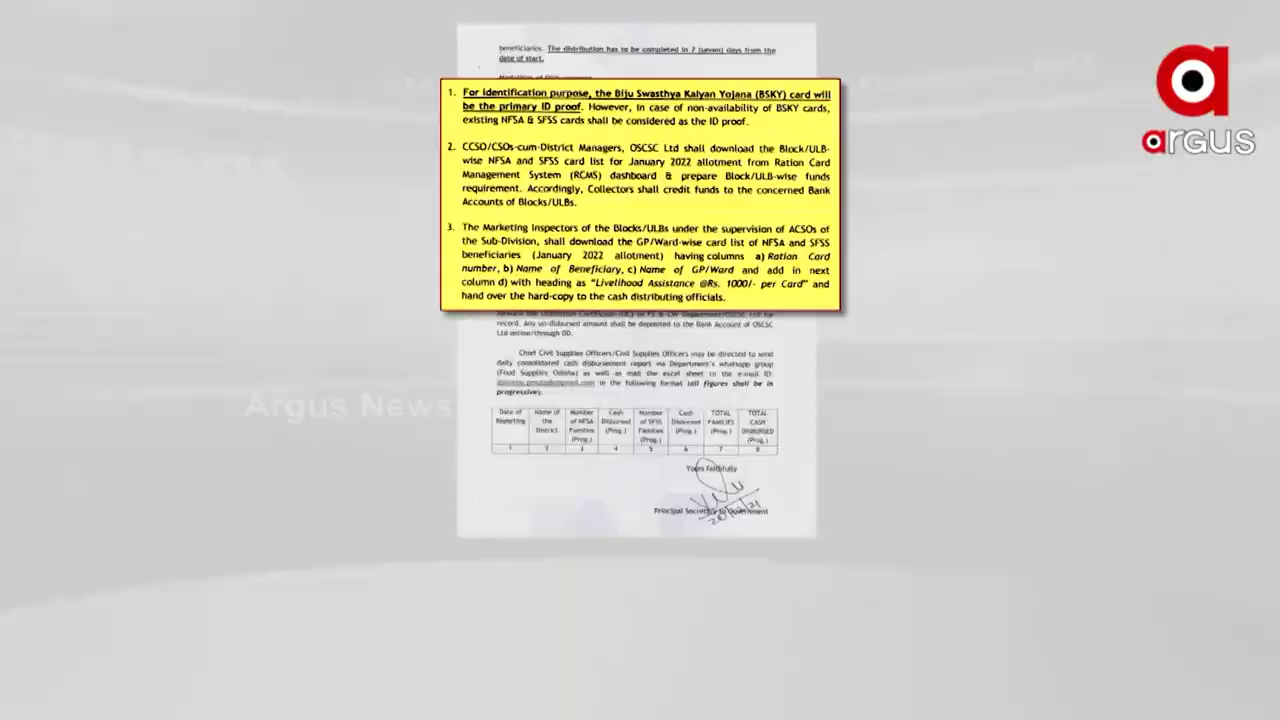 beneficiaries. The distribution has to be completed in 7 (seven) days from the
date of start.
1. For identification purpose, the Biju Swasthya Kalyan Yojana (BSKY) card will
be the primary ID proof. However, in case of non-availability of BSKY cards,
existing NFSA & SFSS cards shall be considered as the ID proof.
2. CCSO/CSOs-cum-District Managers, OSCSC Ltd shall download the Block/ULB-
wise NFSA and SFSS card list for January 2022 allotment from Ration Card
Management System (RCMS) dashboard & prepare Block/ULB-wise funds
requirement. Accordingly, Collectors shall credit funds to the concerned Bank
Accounts of Blocks/ULBs.
3. The Marketing Inspectors of the Blocks/ULBs under the supervision of ACSOs of
the Sub-Division, shall download the GP/Ward-wise card list of NFSA and SFSS
beneficiaries (January 2022 allotment) having columns a) Ration Card
number, b) Name of Beneficiary, c) Name of GP/Ward and add in next
column d) with heading as "Livelihood Assistance @Rs. 1000/- per Card" and
hand over the hard-copy to the cash distributing officials.
record. Any un-disbursed amount shall be deposited to the Bank Account of OSCSC
Ltd online/through DD.
Chief Civil Supplies Officers/Civil Supplies Officers may be directed to send
daily consolidated cash disbursement report via Department's whatsapp group
(Food Supplies Odisha) as well as mail the excel sheet to the e-mail ID:
in the following format (all figures shall be in
progressive):
Date of Reporting Name of the District Number of NFSA Families (Prog.) Cash Disbursed (Prog.) Number of SFSS Families (Prog.) Cash Disbursed (Prog.) TOTAL FAMILIES (Prog.) TOTAL CASH DISBURSED (Prog.)
1 2 3 4 5 6 7 8
Yours Faithfully
Principal Secretary to Government
argus
Argus News